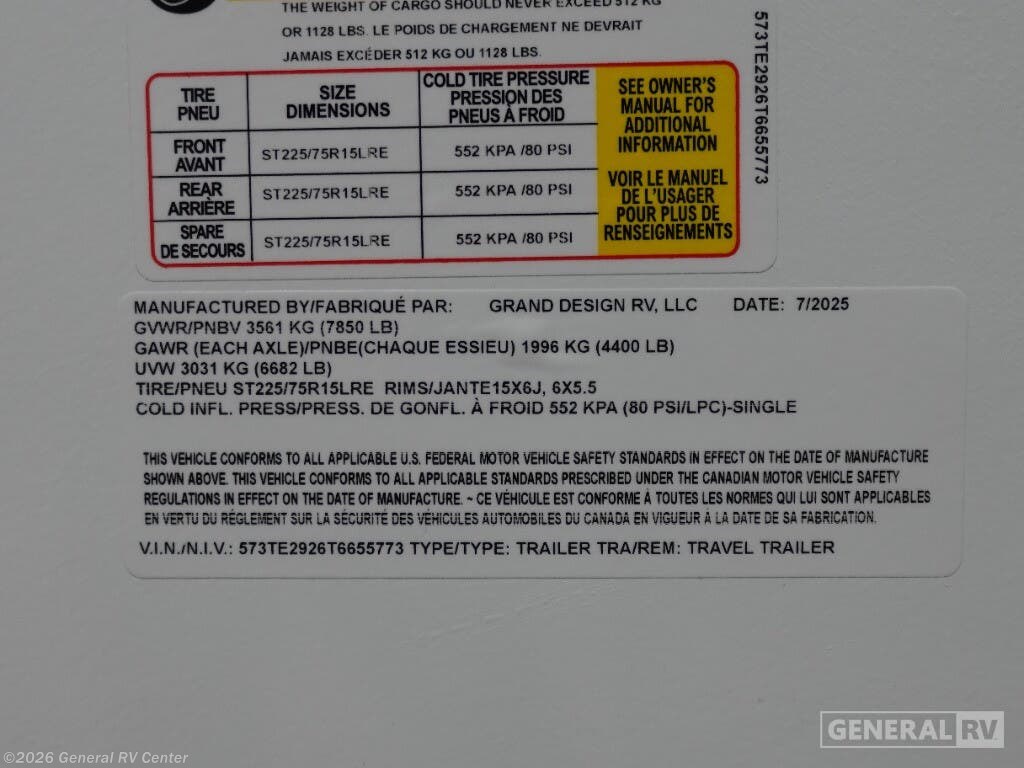 THE WEIGHT OF CARGO SHOULD NEVER EXCEED 512 KG
OR 1128 LBS. LE POIDS DE CHARGEMENT NE DEVRAIT
JAMAIS EXCÉDER 512 KG OU 1128 LBS.
TIRE PNEU SIZE DIMENSIONS COLD TIRE PRESSURE PRESSION DES PNEUS À FROID
FRONT AVANT ST225/75R15LRE 552 KPA /80 PSI
REAR ARRIÈRE ST225/75R15LRE 552 KPA /80 PSI
SPARE DE SECOURS ST225/75R15LRE 552 KPA /80 PSI
SEE OWNER'S
MANUAL FOR
ADDITIONAL
INFORMATION
VOIR LE MANUEL
DE L'USAGER
POUR PLUS DE
RENSEIGNEMENTS
573TE2926T6655773
MANUFACTURED BY/FABRIQUÉ PAR: GRAND DESIGN RV, LLC DATE: 7/2025
GVWR/PNBV 3561 KG (7850 LB)
GAWR (EACH AXLE)/PNBE(CHAQUE ESSIEU) 1996 KG (4400 LB)
UVW 3031 KG (6682 LB)
TIRE/PNEU ST225/75R15LRE RIMS/JANTE15X6J, 6X5.5
COLD INFL. PRESS/PRESS. DE GONFL. À FROID 552 KPA (80 PSI/LPC)-SINGLE
THIS VEHICLE CONFORMS TO ALL APPLICABLE U.S. FEDERAL MOTOR VEHICLE SAFETY STANDARDS IN EFFECT ON THE DATE OF MANUFACTURE
SHOWN ABOVE. THIS VEHICLE CONFORMS TO ALL APPLICABLE STANDARDS PRESCRIBED UNDER THE CANADIAN MOTOR VEHICLE SAFETY
REGULATIONS IN EFFECT ON THE DATE OF MANUFACTURE. ~ CE VÉHICULE EST CONFORME À TOUTES LES NORMES QUI LUI SONT APPLICABLES
EN VERTU DU RÉGLEMENT SUR LA SÉCURITÉ DES VÉHICULES AUTOMOBILES DU CANADA EN VIGUEUR À LA DATE DE SA FABRICATION.
V.I.N./N.I.V.: 573TE2926T6655773 TYPE/TYPE: TRAILER TRA/REM: TRAVEL TRAILER
GENERAL RV
©2026 General RV Center